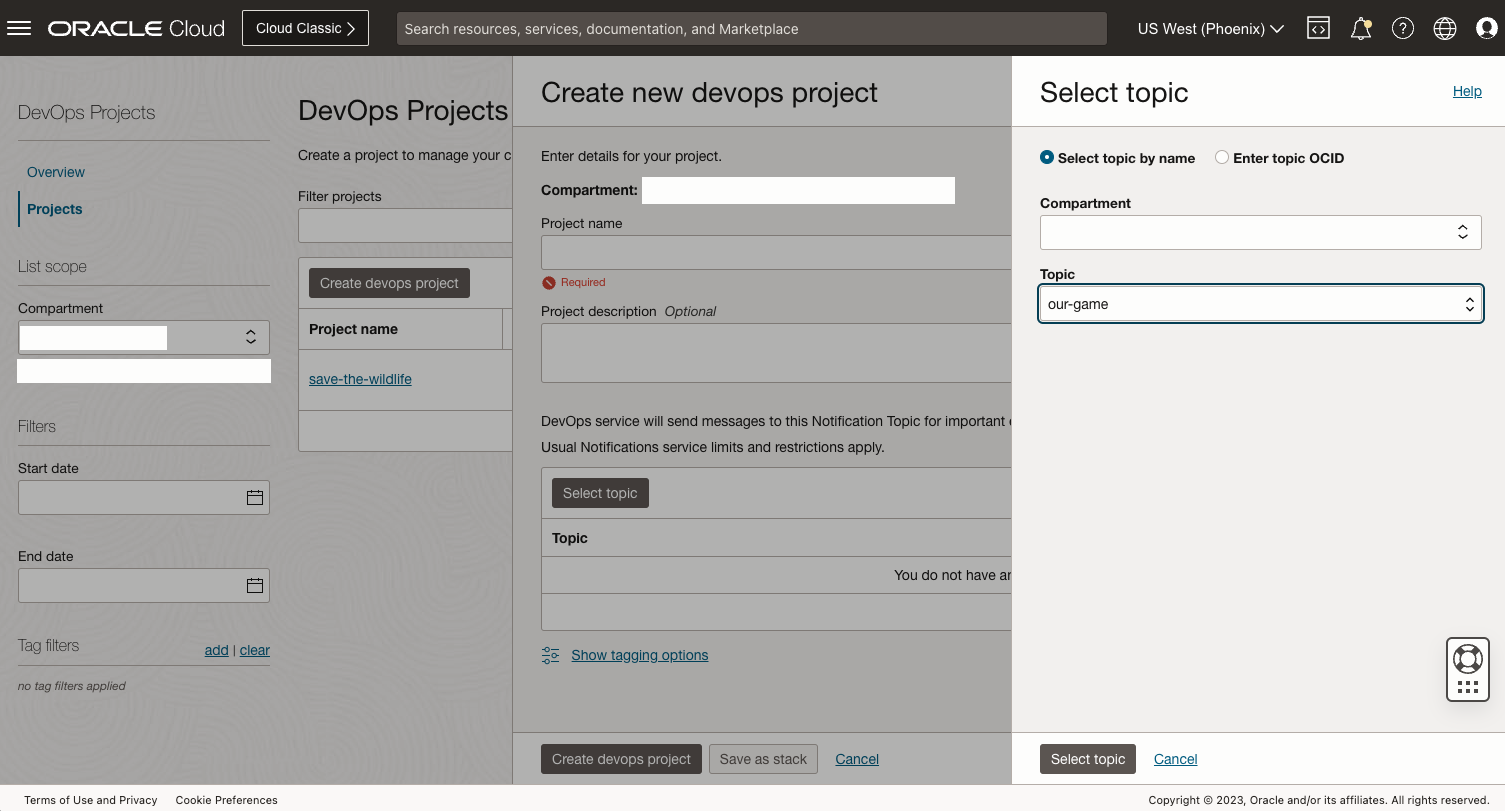 ORACLE Cloud
Cloud Classic
Search resources, services, documentation, and Marketplace
US West (Phoenix)
DevOps Projects
Overview
Projects
List scope
Compartment
Filters
Start date
End date
Tag filters
add | clear
no tag filters applied
DevOps Projects
Create a project to manage your c
Filter projects
Create devops project
Project name
save-the-wildlife
Create new devops project
Enter details for your project.
Compartment:
Project name
Required
Project description Optional
DevOps service will send messages to this Notification Topic for important
Usual Notifications service limits and restrictions apply.
Select topic
Topic
You do not have an
Show tagging options
Create devops project
Save as stack
Cancel
Select topic
Help
Select topic by name
Enter topic OCID
Compartment
Topic
our-game
Select topic
Cancel
Terms of Use and Privacy
Cookie Preferences
Copyright © 2023, Oracle and/or its affiliates. All rights reserved.